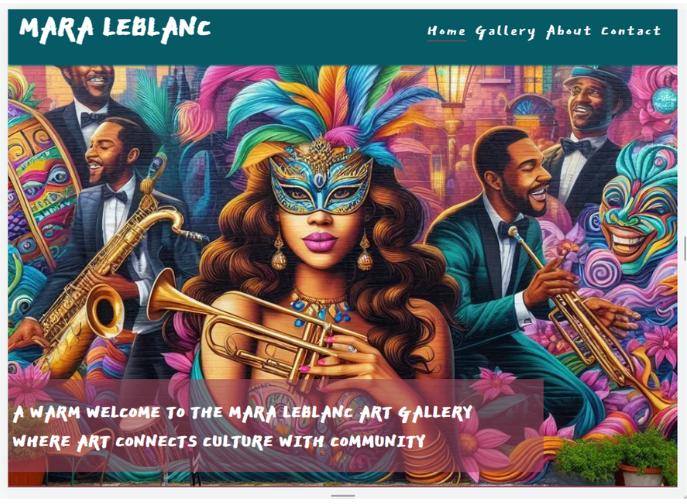 MARA LEBLANC
Home Gallery About Contact
A WARM WELCOME TO THE MARA LEBLANC ART GALLERY
WHERE ART CONNECTS CULTURE WITH COMMUNITY